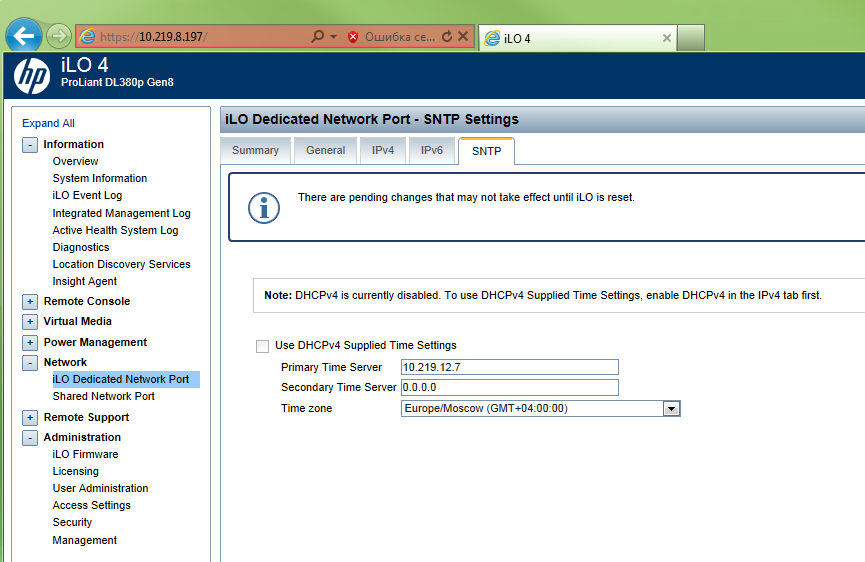 https://10.219.8.197/
Ошибка се...
iLO 4
hp
iLO 4
ProLiant DL380p Gen8
Expand All
- Information
Overview
System Information
iLO Event Log
Integrated Management Log
Active Health System Log
Diagnostics
Location Discovery Services
Insight Agent
+ Remote Console
+ Virtual Media
+ Power Management
- Network
iLO Dedicated Network Port
Shared Network Port
+ Remote Support
- Administration
iLO Firmware
Licensing
User Administration
Access Settings
Security
Management
iLO Dedicated Network Port - SNTP Settings
Summary General IPv4 IPv6 SNTP
There are pending changes that may not take effect until iLO is reset.
Note: DHCPv4 is currently disabled. To use DHCPv4 Supplied Time Settings, enable DHCPv4 in the IPv4 tab first.
Use DHCPv4 Supplied Time Settings
Primary Time Server 10.219.12.7
Secondary Time Server 0.0.0.0
Time zone Europe/Moscow (GMT+04:00:00)